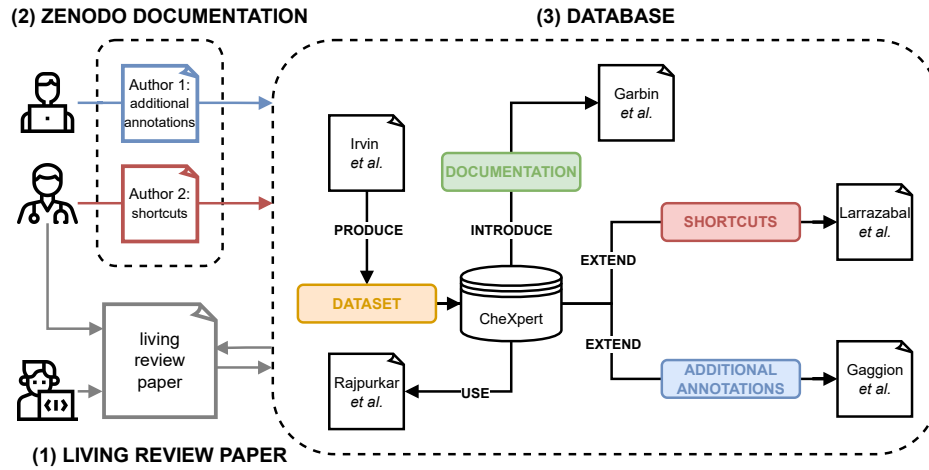 (2) ZENODO DOCUMENTATION
(3) DATABASE
Author 1:
additional
annotations
Author 2:
shortcuts
living
review
paper
(1) LIVING REVIEW PAPER
Irvin
et al.
PRODUCE
DATASET
CheXpert
INTRODUCE
DOCUMENTATION
Garbin
et al.
EXTEND
SHORTCUTS
Larrazabal
et al.
EXTEND
ADDITIONAL
ANNOTATIONS
Gaggion
et al.
USE
Rajpurkar
et al.